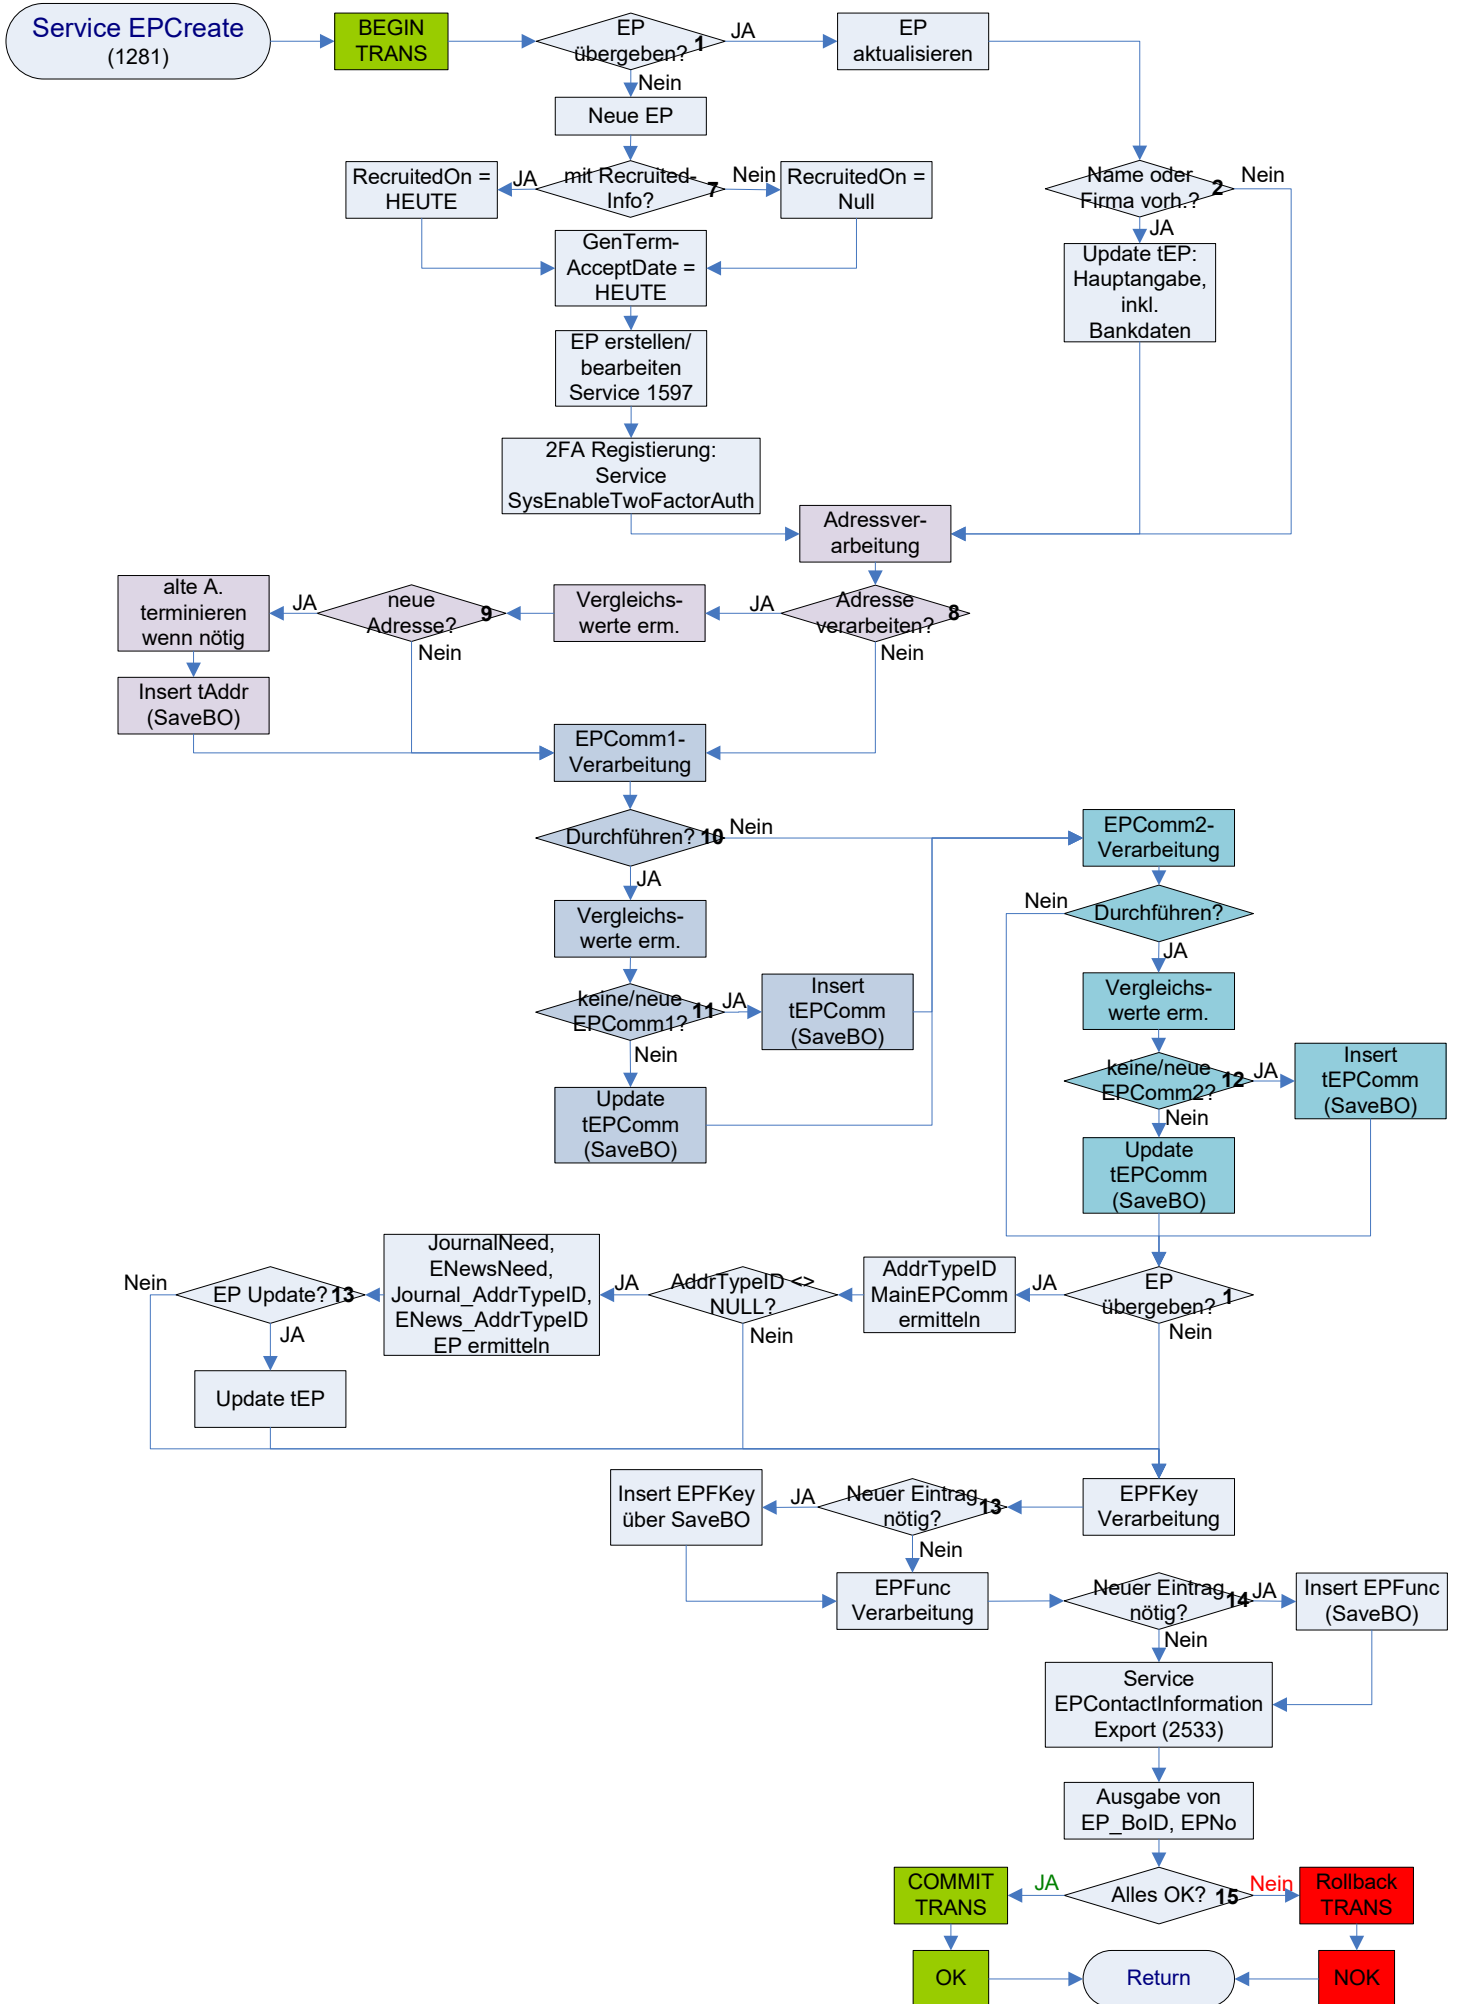 Service EPCreate
(1281)
BEGIN
TRANS
EP
übergeben?
1
JA
EP
aktualisieren
Nein
Neue EP
RecruitedOn =
HEUTE
JA
mit Recruited-
Info?
7
Nein
RecruitedOn =
Null
Name oder
Firma vorh.?
2
Nein
JA
GenTerm-
AcceptDate =
HEUTE
Update tEP:
Hauptangabe,
inkl.
Bankdaten
EP erstellen/
bearbeiten
Service 1597
2FA Registierung:
Service
SysEnableTwoFactorAuth
Adressver-
arbeitung
alte A.
terminieren
wenn nötig
JA
neue
Adresse?
9
Vergleichs-
werte erm.
JA
Adresse
verarbeiten?
8
Nein
Nein
Insert tAddr
(SaveBO)
EPComm1-
Verarbeitung
Durchführen?
10
Nein
EPComm2-
Verarbeitung
JA
Nein
Durchführen?
Vergleichs-
werte erm.
JA
Vergleichs-
werte erm.
keine/neue
EPComm1?
11
JA
Insert
tEPComm
(SaveBO)
Nein
keine/neue
EPComm2?
12
JA
Insert
tEPComm
(SaveBO)
Update
tEPComm
(SaveBO)
Nein
Update
tEPComm
(SaveBO)
Nein
EP Update?
13
JournalNeed,
ENewsNeed,
Journal_AddrTypeID,
ENews_AddrTypeID
EP ermitteln
JA
AddrTypeID <>
NULL?
AddrTypeID
MainEPComm
ermitteln
JA
EP
übergeben?
1
JA
Nein
Nein
Update tEP
Insert EPFKey
über SaveBO
JA
Neuer Eintrag
nötig?
13
EPFKey
Verarbeitung
Nein
EPFunc
Verarbeitung
Neuer Eintrag
nötig?
14
JA
Insert EPFunc
(SaveBO)
Nein
Service
EPContactInformation
Export (2533)
Ausgabe von
EP_BoID, EPNo
COMMIT
TRANS
JA
Alles OK?
15
Nein
Rollback
TRANS
OK
Return
NOK